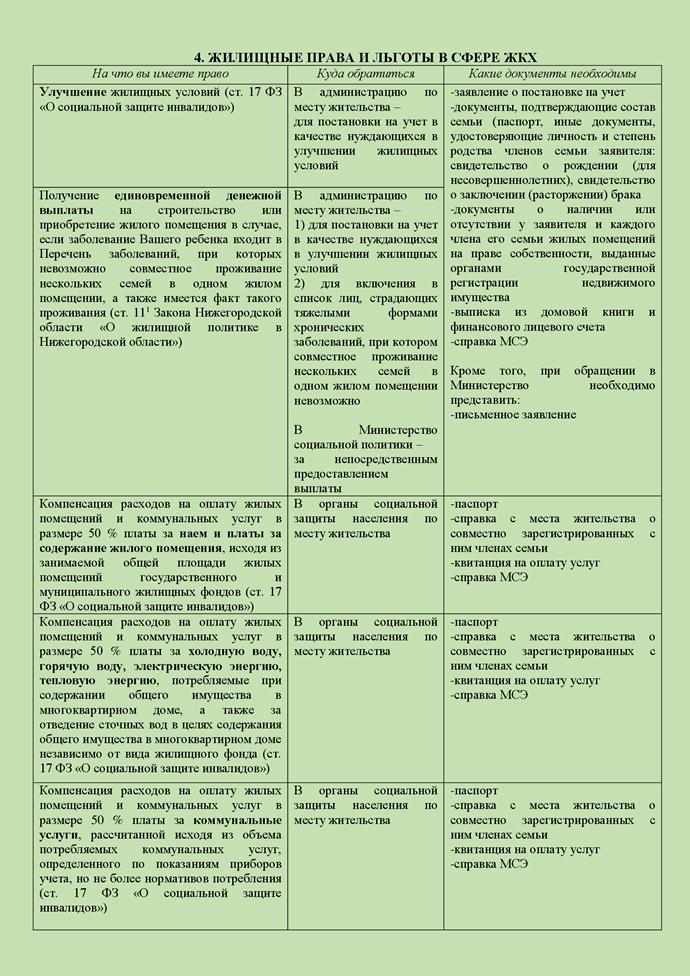 4. ЖИЛИЩНЫЕ ПРАВА И ЛЬГОТЫ В СФЕРЕ ЖКХ
На что вы имеете право
Куда обратиться
Какие документы необходимы
Улучшение жилищных условий (ст. 17 ФЗ
«О социальной защите инвалидов»)
В администрацию по
месту жительства –
для постановки на учет в
качестве нуждающихся в
улучшении жилищных
условий
-заявление о постановке на учет
-документы, подтверждающие состав
семьи (паспорт, иные документы,
удостоверяющие личность и степень
родства членов семьи заявителя:
свидетельство о рождении (для
несовершеннолетних), свидетельство
о заключении (расторжении) брака
-документы о наличии или
отсутствии у заявителя и каждого
члена его семьи жилых помещений
на праве собственности, выданные
органами государственной
регистрации недвижимого
имущества
-выписка из домовой книги и
финансового лицевого счета
-справка МСЭ
Кроме того, при обращении в
Министерство необходимо
представить:
-письменное заявление
Получение единовременной денежной
выплаты на строительство или
приобретение жилого помещения в случае,
если заболевание Вашего ребенка входит в
Перечень заболеваний, при которых
невозможно совместное проживание
нескольких семей в одном жилом
помещении, а также имеется факт такого
проживания (ст. 11¹ Закона Нижегородской
области «О жилищной политике в
Нижегородской области»)
В администрацию по
месту жительства –
1) для постановки на учет
в качестве нуждающихся
в улучшении жилищных
условий
2) для включения в
список лиц, страдающих
тяжелыми формами
хронических
заболеваний, при котором
совместное проживание
нескольких семей в
одном жилом помещении
невозможно
В Министерство
социальной политики –
за непосредственным
предоставлением
выплаты
Компенсация расходов на оплату жилых
помещений и коммунальных услуг в
размере 50 % платы за наем и платы за
содержание жилого помещения, исходя из
занимаемой общей площади жилых
помещений государственного и
муниципального жилищных фондов (ст. 17
ФЗ «О социальной защите инвалидов»)
В органы социальной
защиты населения по
месту жительства
-паспорт
-справка с места жительства о
совместно зарегистрированных с
ним членах семьи
-квитанция на оплату услуг
-справка МСЭ
Компенсация расходов на оплату жилых
помещений и коммунальных услуг в
размере 50 % платы за холодную воду,
горячую воду, электрическую энергию,
тепловую энергию, потребляемые при
содержании общего имущества в
многоквартирном доме, а также за
отведение сточных вод в целях содержания
общего имущества в многоквартирном доме
независимо от вида жилищного фонда (ст.
17 ФЗ «О социальной защите инвалидов»)
В органы социальной
защиты населения по
месту жительства
-паспорт
-справка с места жительства о
совместно зарегистрированных с
ним членах семьи
-квитанция на оплату услуг
-справка МСЭ
Компенсация расходов на оплату жилых
помещений и коммунальных услуг в
размере 50 % платы за коммунальные
услуги, рассчитанной исходя из объема
потребляемых коммунальных услуг,
определенного по показаниям приборов
учета, но не более нормативов потребления
(ст. 17 ФЗ «О социальной защите
инвалидов»)
В органы социальной
защиты населения по
месту жительства
-паспорт
-справка с места жительства о
совместно зарегистрированных с
ним членах семьи
-квитанция на оплату услуг
-справка МСЭ